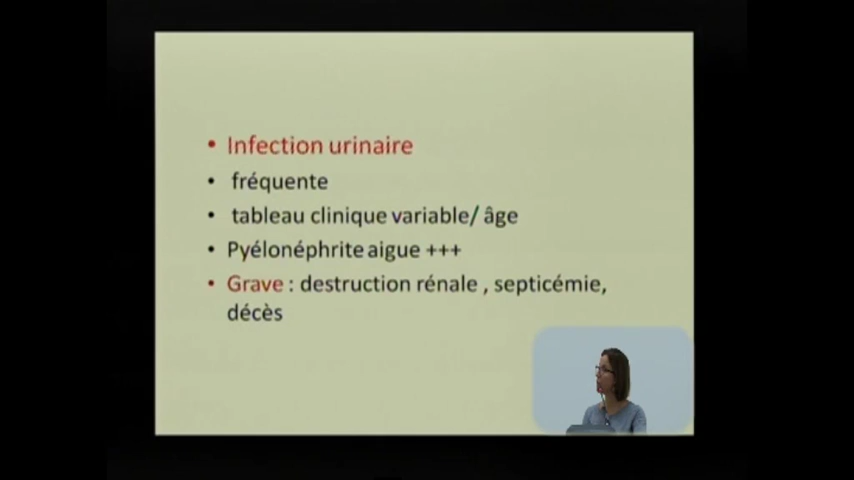 • Infection urinaire
• fréquente
• tableau clinique variable/ âge
• Pyélonéphrite aigue +++
• Grave : destruction rénale , septicémie,
décès